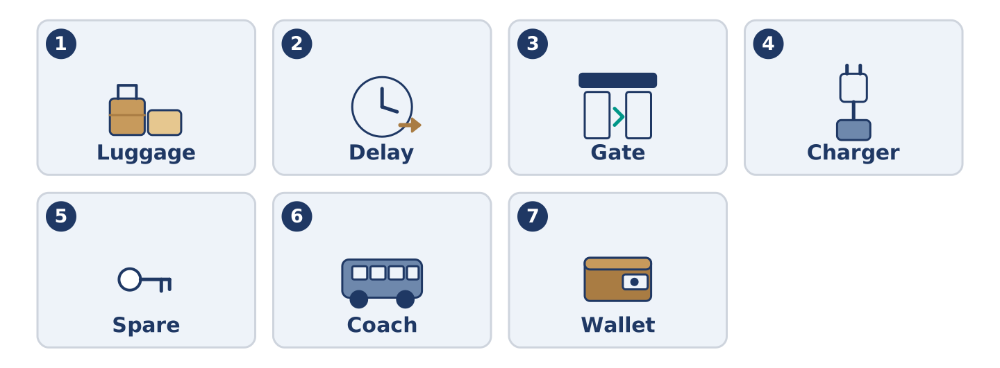 1
Luggage
2
Delay
3
Gate
4
Charger
5
Spare
6
Coach
7
Wallet